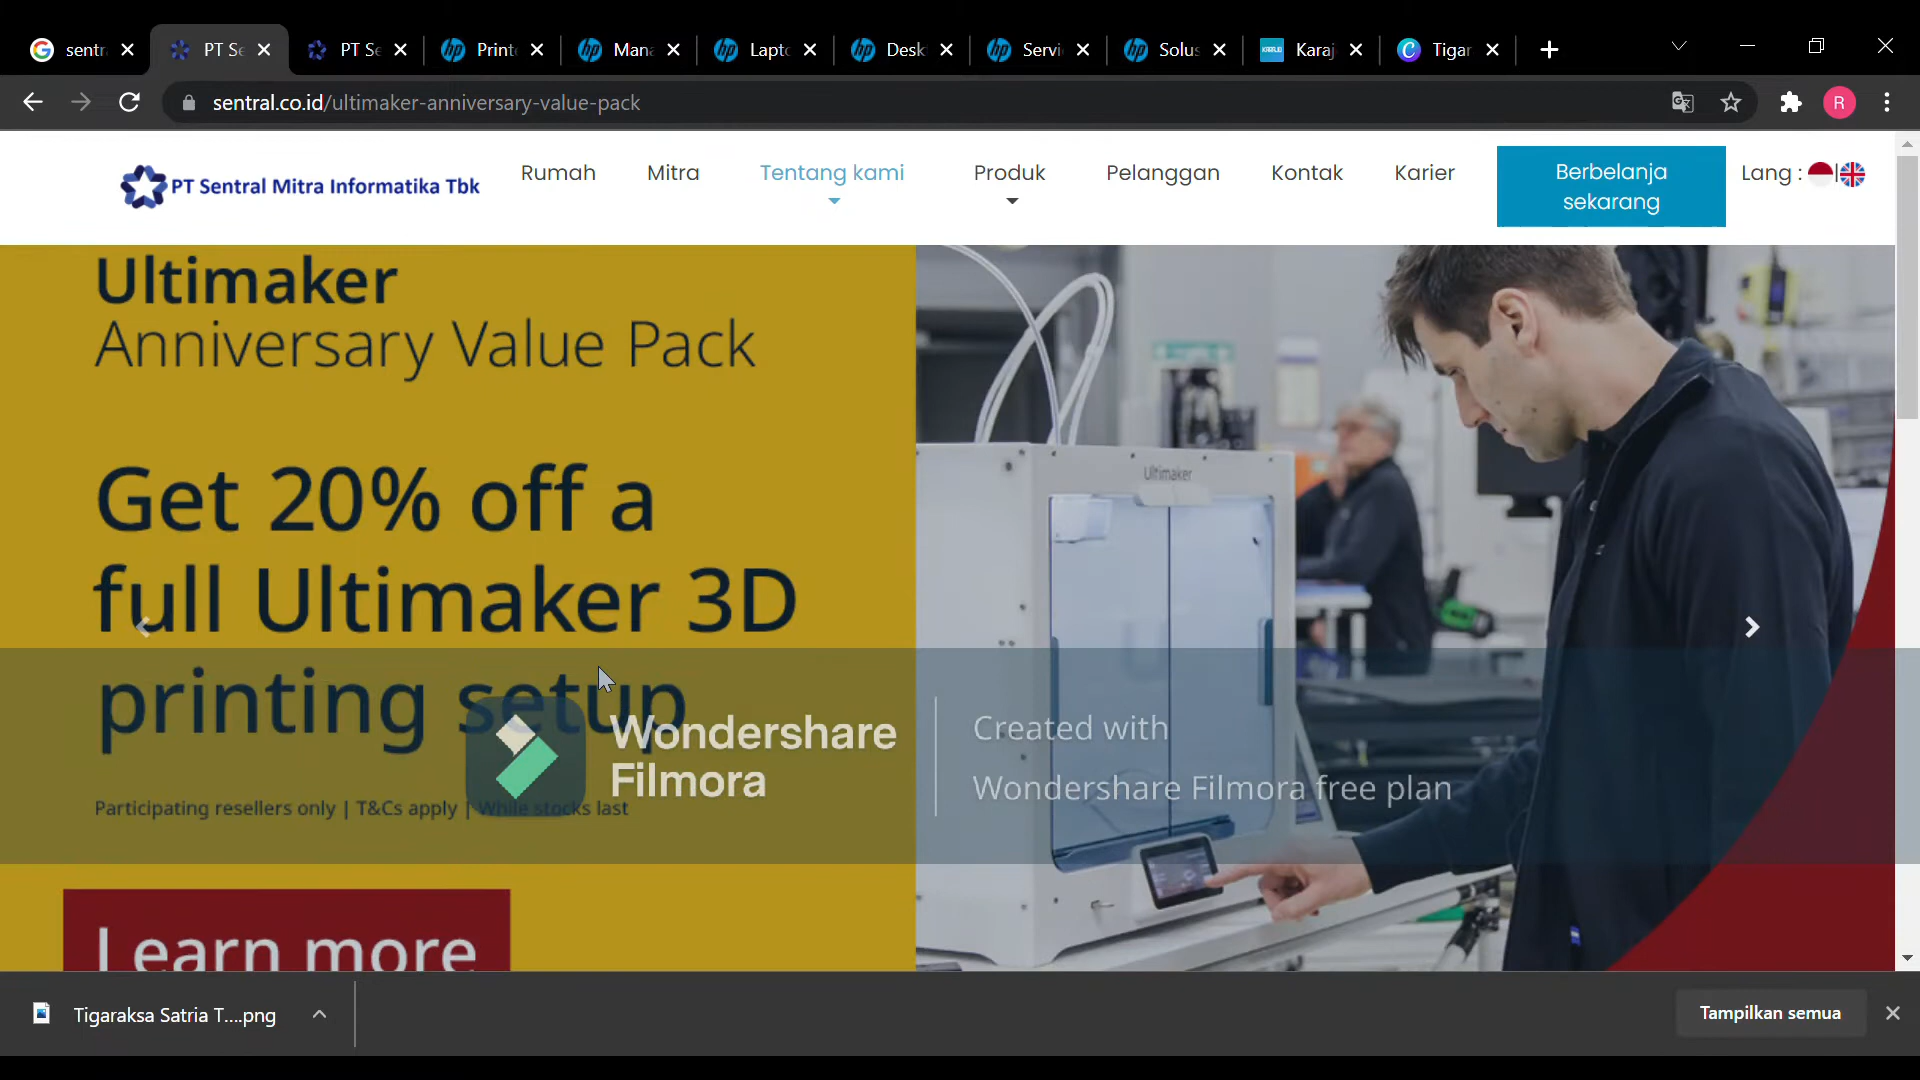 sentr
PT Se
PT Se
Printe
Mana
Lapto
Desk
Servi
Solus
Karaj
Tigar
sentral.co.id/ultimaker-anniversary-value-pack
R
PT Sentral Mitra Informatika Tbk
Rumah
Mitra
Tentang kami
Produk
Pelanggan
Kontak
Karier
Berbelanja
sekarang
Lang : |
Ultimaker
Anniversary Value Pack
Get 20% off a
full Ultimaker 3D
printing setup
Participating resellers only | T&Cs apply | While stocks last
Learn more
Ultimaker
Wondershare
Filmora
Created with
Wondershare Filmora free plan
Tigaraksa Satria T....png
Tampilkan semua